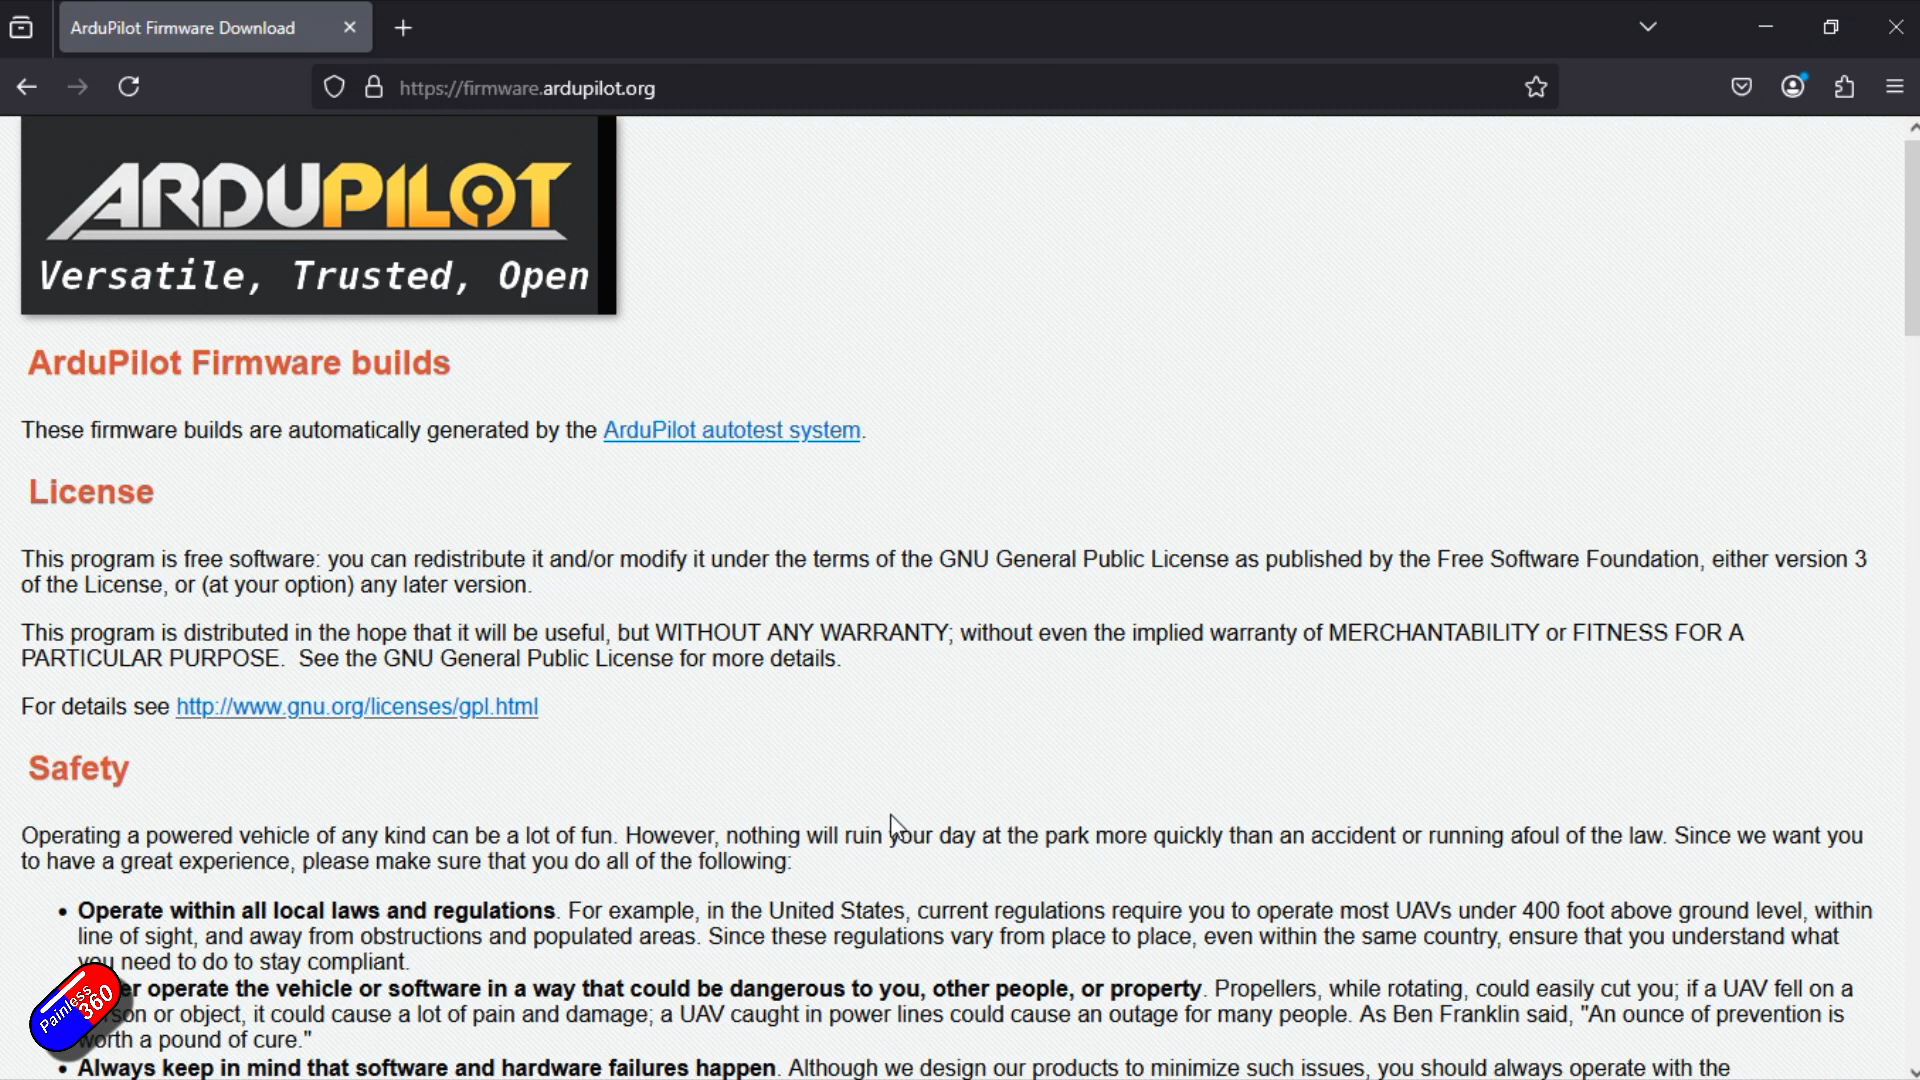 ArduPilot Firmware Download
https://firmware.ardupilot.org
ARDUPILOT
Versatile, Trusted, Open
ArduPilot Firmware builds
These firmware builds are automatically generated by the ArduPilot autotest system.
License
This program is free software: you can redistribute it and/or modify it under the terms of the GNU General Public License as published by the Free Software Foundation, either version 3
of the License, or (at your option) any later version.
This program is distributed in the hope that it will be useful, but WITHOUT ANY WARRANTY; without even the implied warranty of MERCHANTABILITY or FITNESS FOR A
PARTICULAR PURPOSE.  See the GNU General Public License for more details.
For details see http://www.gnu.org/licenses/gpl.html
Safety
Operating a powered vehicle of any kind can be a lot of fun. However, nothing will ruin your day at the park more quickly than an accident or running afoul of the law. Since we want you
to have a great experience, please make sure that you do all of the following:
• Operate within all local laws and regulations. For example, in the United States, current regulations require you to operate most UAVs under 400 foot above ground level, within
line of sight, and away from obstructions and populated areas. Since these regulations vary from place to place, even within the same country, ensure that you understand what
you need to do to stay compliant.
operate the vehicle or software in a way that could be dangerous to you, other people, or property. Propellers, while rotating, could easily cut you; if a UAV fell on a
or object, it could cause a lot of pain and damage; a UAV caught in power lines could cause an outage for many people. As Ben Franklin said, "An ounce of prevention is
worth a pound of cure."
• Always keep in mind that software and hardware failures happen. Although we design our products to minimize such issues, you should always operate with the
Painless
360